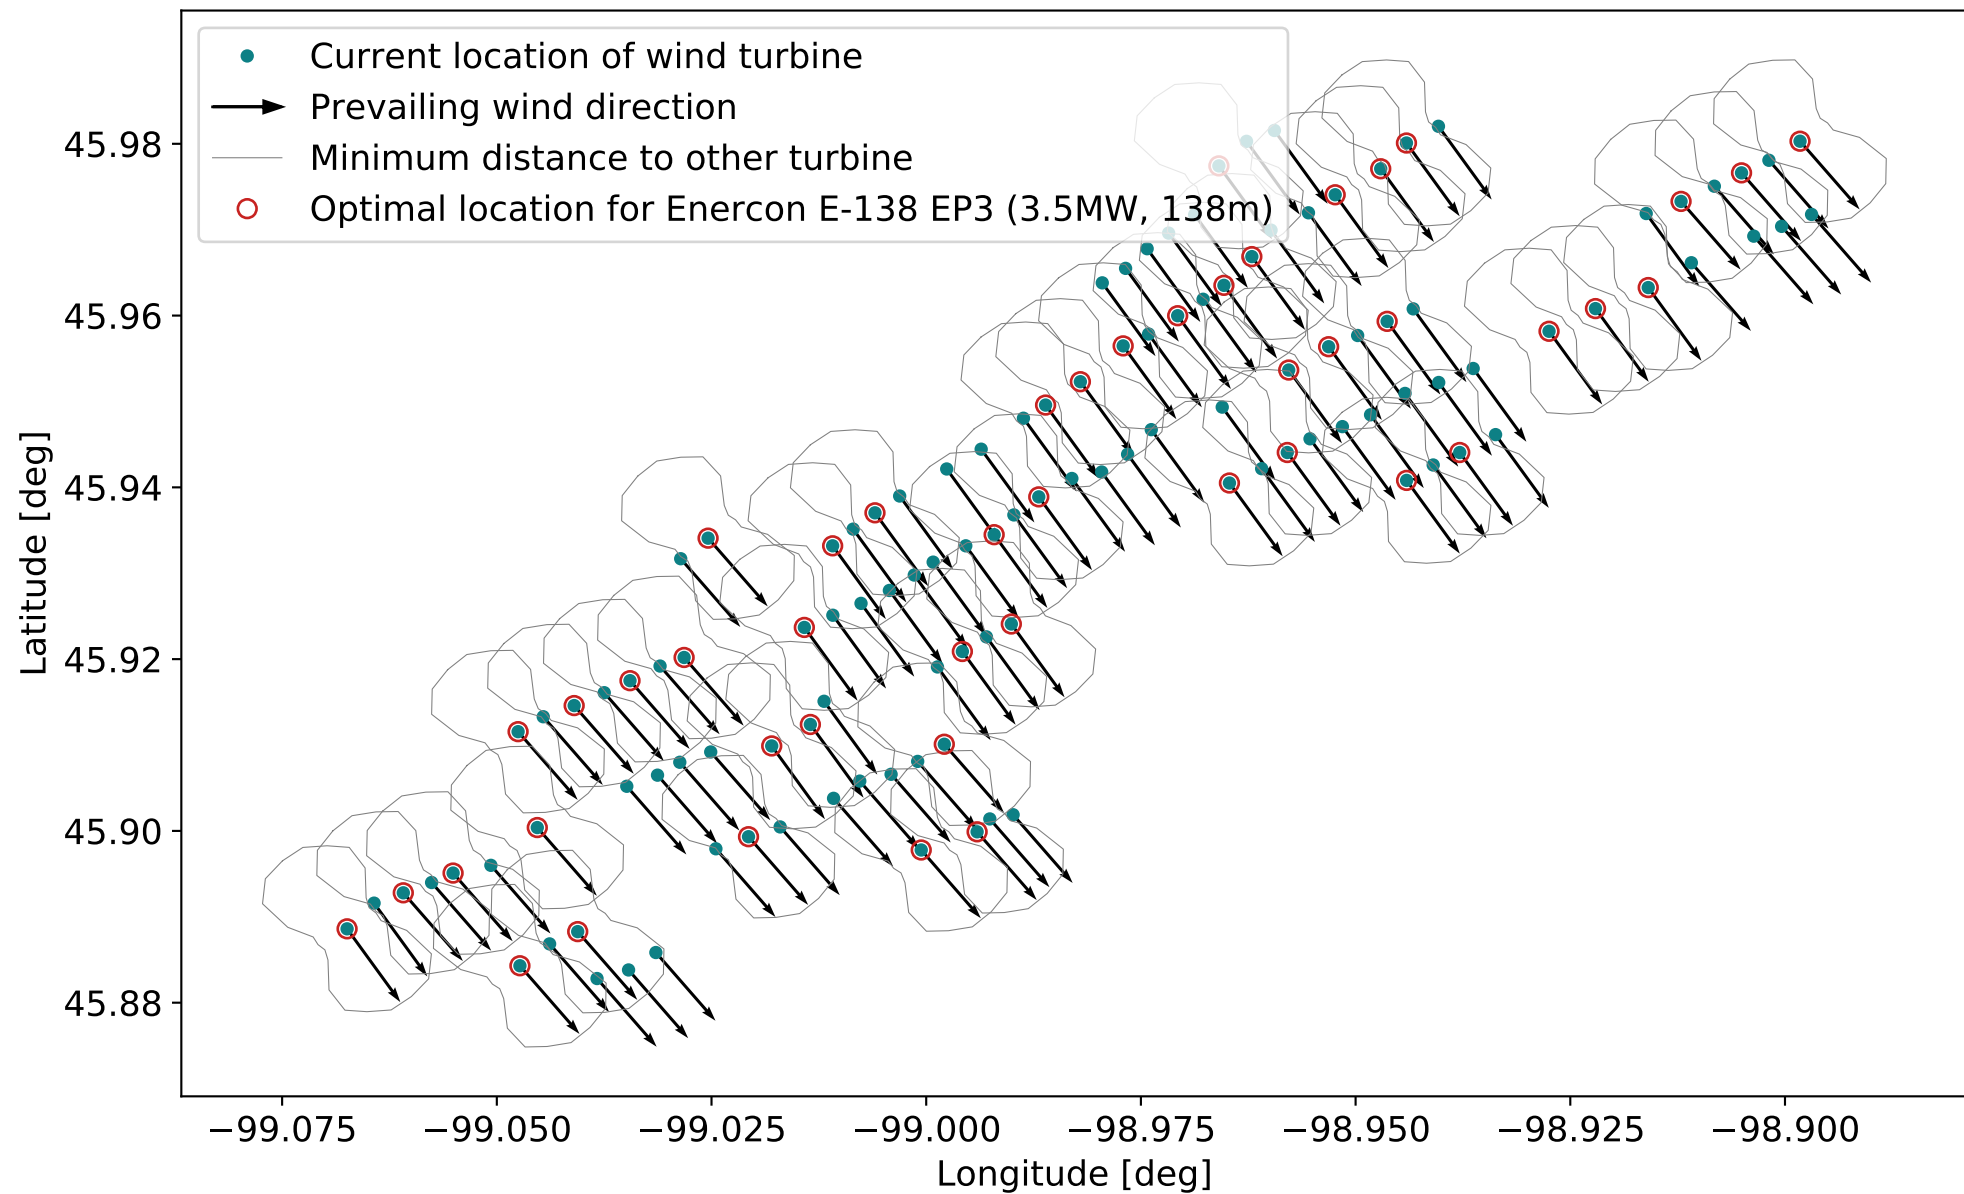 Current location of wind turbine
Prevailing wind direction
Minimum distance to other turbine
Optimal location for Enercon E-138 EP3 (3.5MW, 138m)
45.98
45.96
45.94
45.92
45.90
45.88
Latitude [deg]
−99.075 −99.050 −99.025 −99.000 −98.975 −98.950 −98.925 −98.900
Longitude [deg]